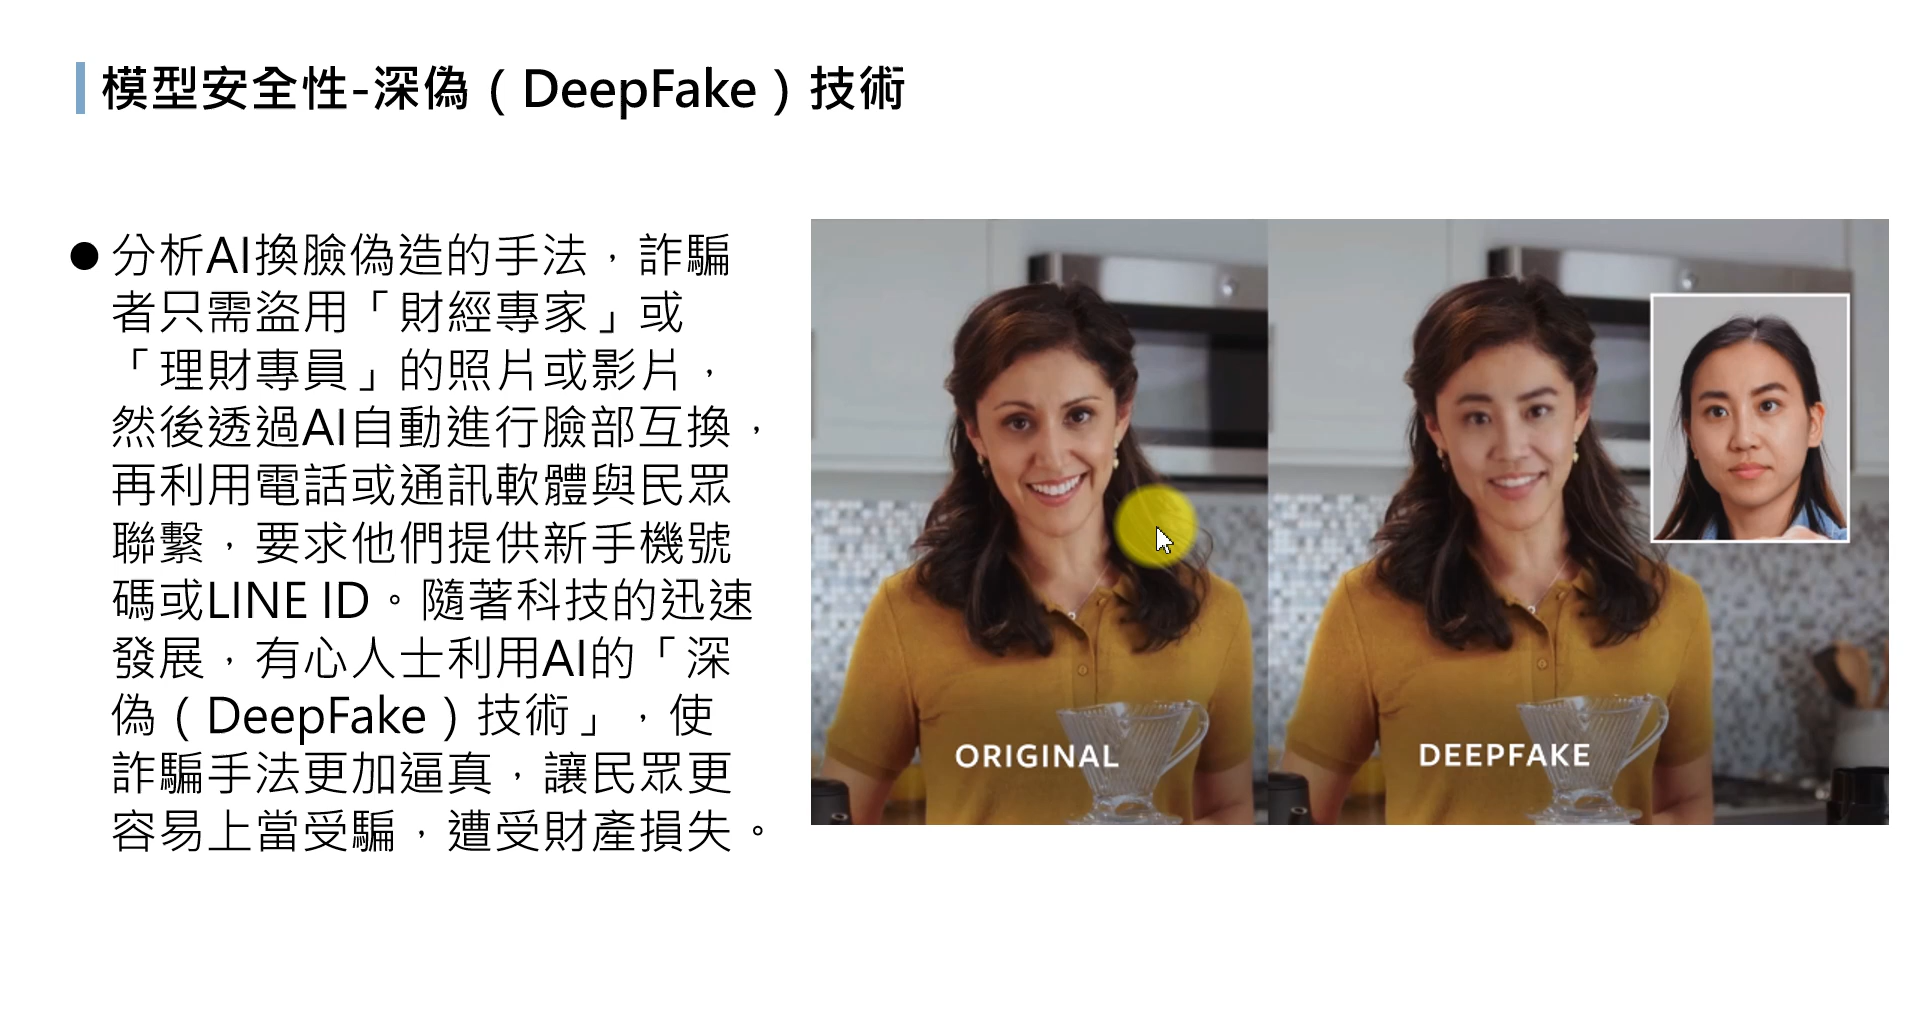 模型安全性-深偽（DeepFake）技術
●分析AI換臉偽造的手法，詐騙
者只需盜用「財經專家」或
「理財專員」的照片或影片，
然後透過AI自動進行臉部互換，
再利用電話或通訊軟體與民眾
聯繫，要求他們提供新手機號
碼或LINE ID。隨著科技的迅速
發展，有心人士利用AI的「深
偽（DeepFake）技術」，使
詐騙手法更加逼真，讓民眾更
容易上當受騙，遭受財產損失。
ORIGINAL
DEEPFAKE